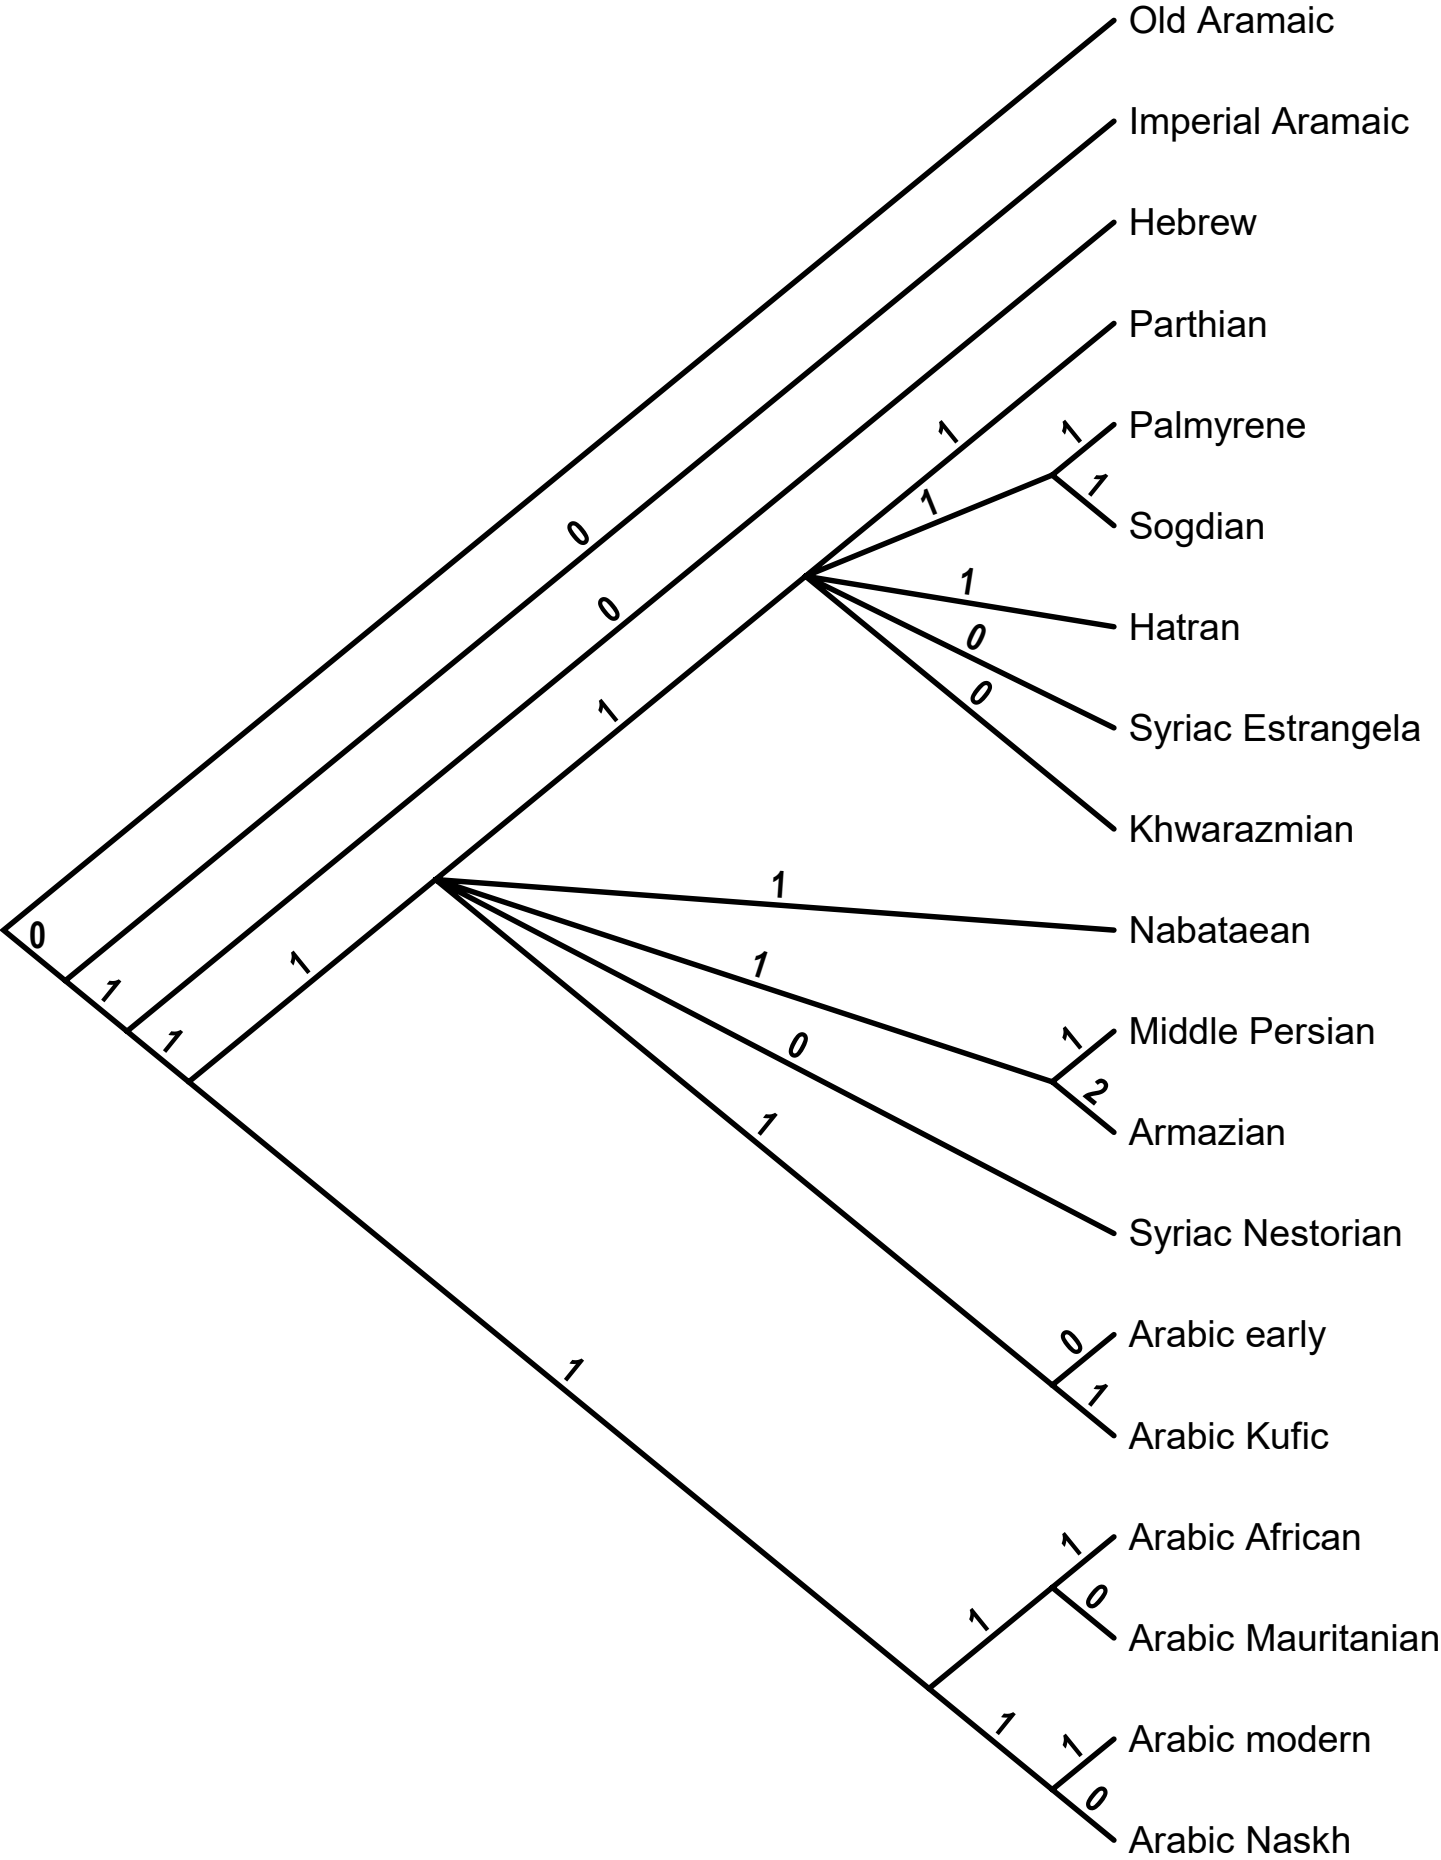 Old Aramaic
Imperial Aramaic
Hebrew
Parthian
1
1
Palmyrene
1
1
Sogdian
0
1
Hatran
0
0
Syriac Estrangela
0
1
Khwarazmian
1
Nabataean
0
1
1
1
1
Middle Persian
1
0
2
Armazian
1
Syriac Nestorian
0
Arabic early
1
1
Arabic Kufic
1
Arabic African
1
0
Arabic Mauritanian
1
1
Arabic modern
0
Arabic Naskh